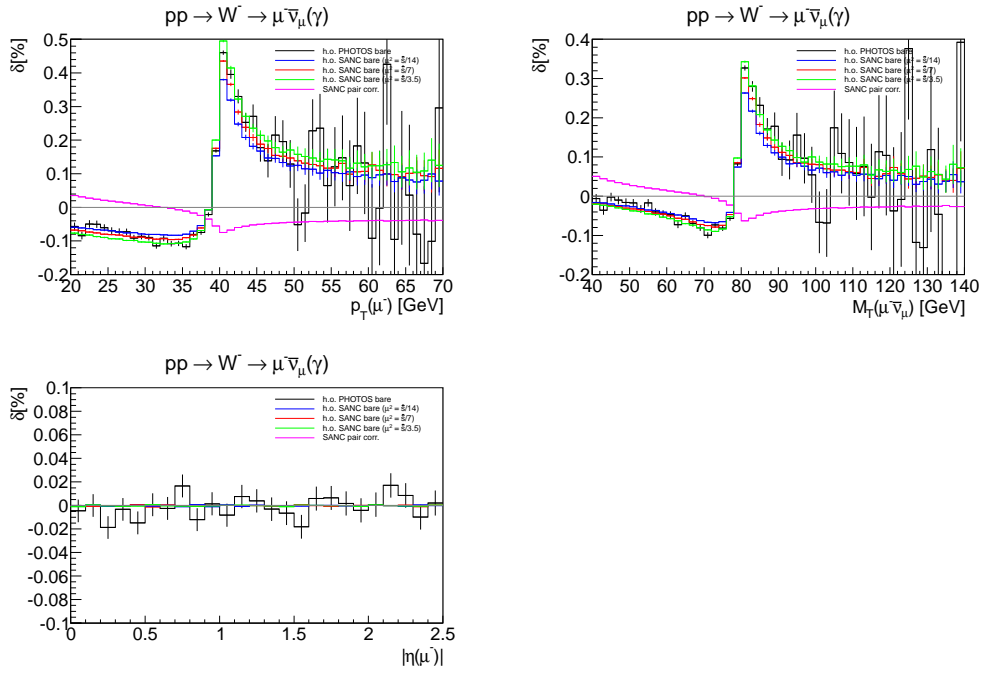 pp → W⁻ → μ⁻ν̄_μ(γ)
δ[%]
h.o. PHOTOS bare
h.o. SANC bare (μ² = ŝ/14)
h.o. SANC bare (μ² = ŝ/7)
h.o. SANC bare (μ² = ŝ/3.5)
SANC pair corr.
0.5
0.4
0.3
0.2
0.1
0
-0.1
-0.2
20 25 30 35 40 45 50 55 60 65 70
p_T(μ⁻) [GeV]
pp → W⁻ → μ⁻ν̄_μ(γ)
δ[%]
h.o. PHOTOS bare
h.o. SANC bare (μ² = ŝ/14)
h.o. SANC bare (μ² = ŝ/7)
h.o. SANC bare (μ² = ŝ/3.5)
SANC pair corr.
0.4
0.3
0.2
0.1
0
-0.1
-0.2
40 50 60 70 80 90 100 110 120 130 140
M_T(μ⁻ν̄_μ) [GeV]
pp → W⁻ → μ⁻ν̄_μ(γ)
δ[%]
h.o. PHOTOS bare
h.o. SANC bare (μ² = ŝ/14)
h.o. SANC bare (μ² = ŝ/7)
h.o. SANC bare (μ² = ŝ/3.5)
SANC pair corr.
0.1
0.08
0.06
0.04
0.02
0
-0.02
-0.04
-0.06
-0.08
-0.1
0 0.5 1 1.5 2 2.5
|η(μ⁻)|